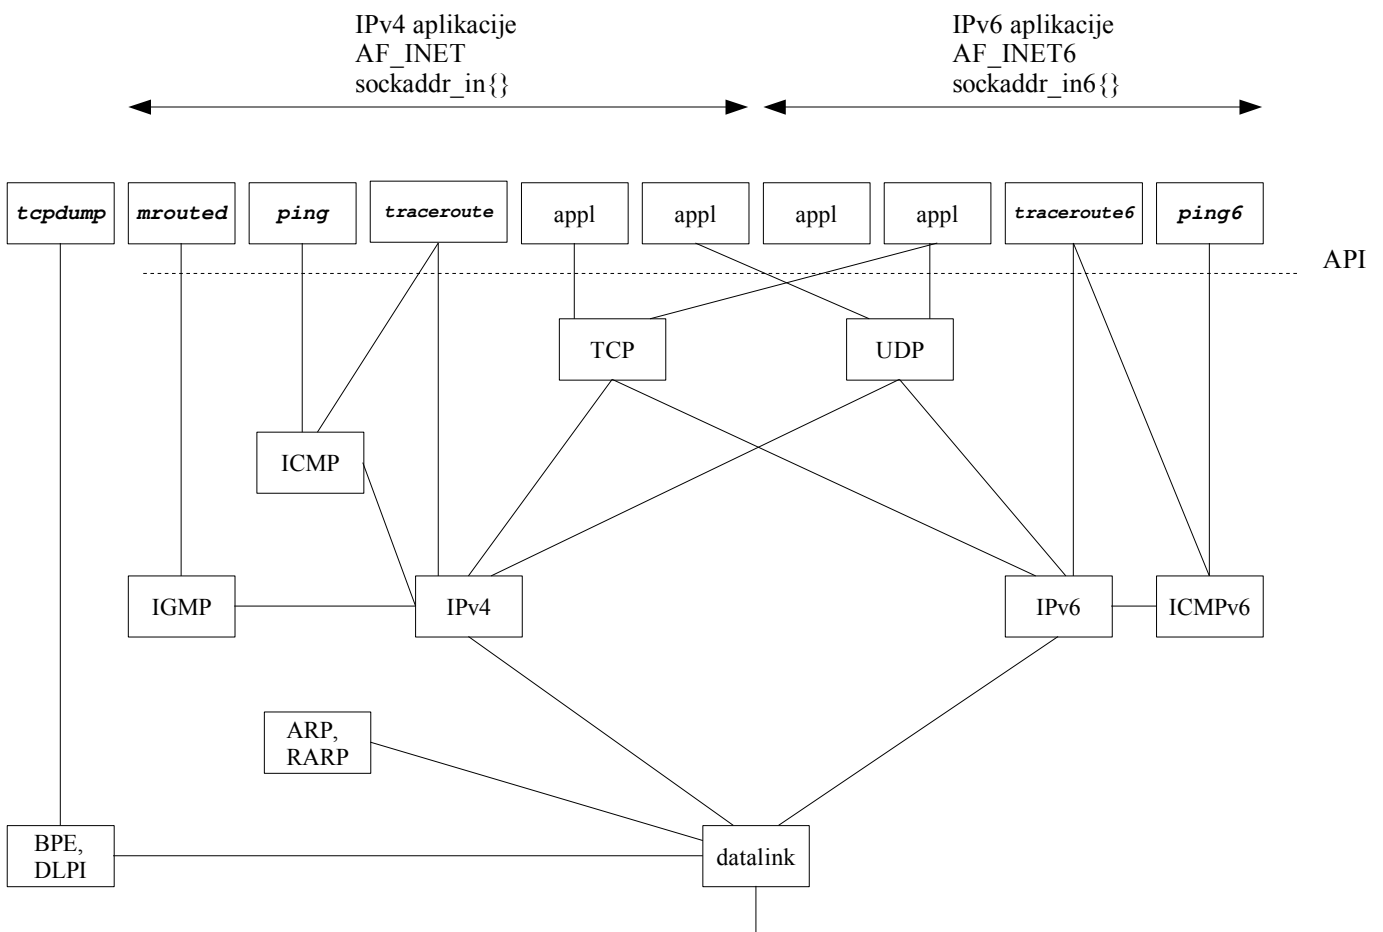 IPv4 aplikacije
AF_INET
sockaddr_in{}
IPv6 aplikacije
AF_INET6
sockaddr_in6{}
tcpdump
mrouted
ping
traceroute
appl
appl
appl
appl
traceroute6
ping6
API
TCP
UDP
ICMP
IGMP
IPv4
IPv6
ICMPv6
ARP,
RARP
BPE,
DLPI
datalink